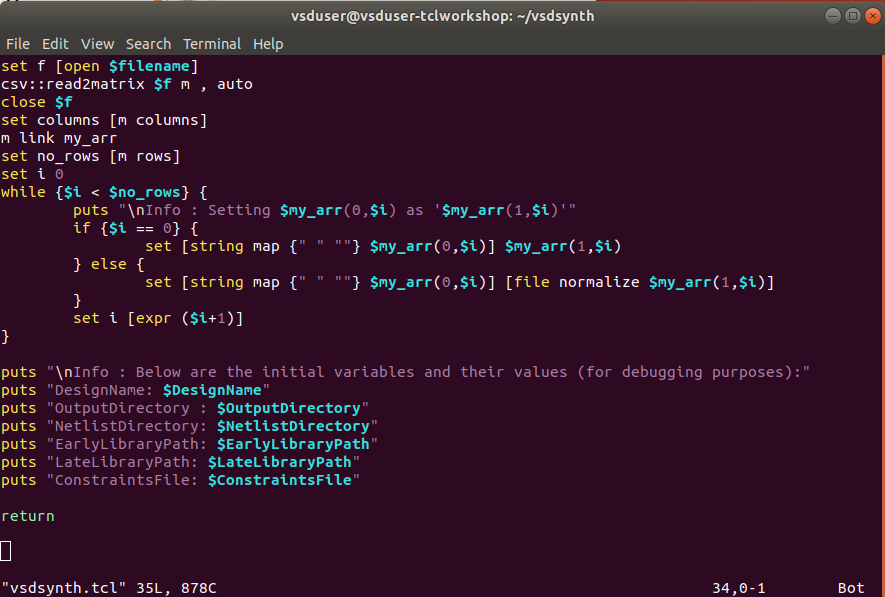 vsduser@vsduser-tclworkshop: ~/vsdsynth
File Edit View Search Terminal Help
set f [open $filename]
csv::read2matrix $f m , auto
close $f
set columns [m columns]
m link my_arr
set no_rows [m rows]
set i 0
while {$i < $no_rows} {
        puts "\nInfo : Setting $my_arr(0,$i) as '$my_arr(1,$i)'"
        if {$i == 0} {
                set [string map {" " ""} $my_arr(0,$i)] $my_arr(1,$i)
        } else {
                set [string map {" " ""} $my_arr(0,$i)] [file normalize $my_arr(1,$i)]
        }
        set i [expr ($i+1)]
}
puts "\nInfo : Below are the initial variables and their values (for debugging purposes):"
puts "DesignName: $DesignName"
puts "OutputDirectory : $OutputDirectory"
puts "NetlistDirectory: $NetlistDirectory"
puts "EarlyLibraryPath: $EarlyLibraryPath"
puts "LateLibraryPath: $LateLibraryPath"
puts "ConstraintsFile: $ConstraintsFile"
return
"vsdsynth.tcl" 35L, 878C 34,0-1 Bot